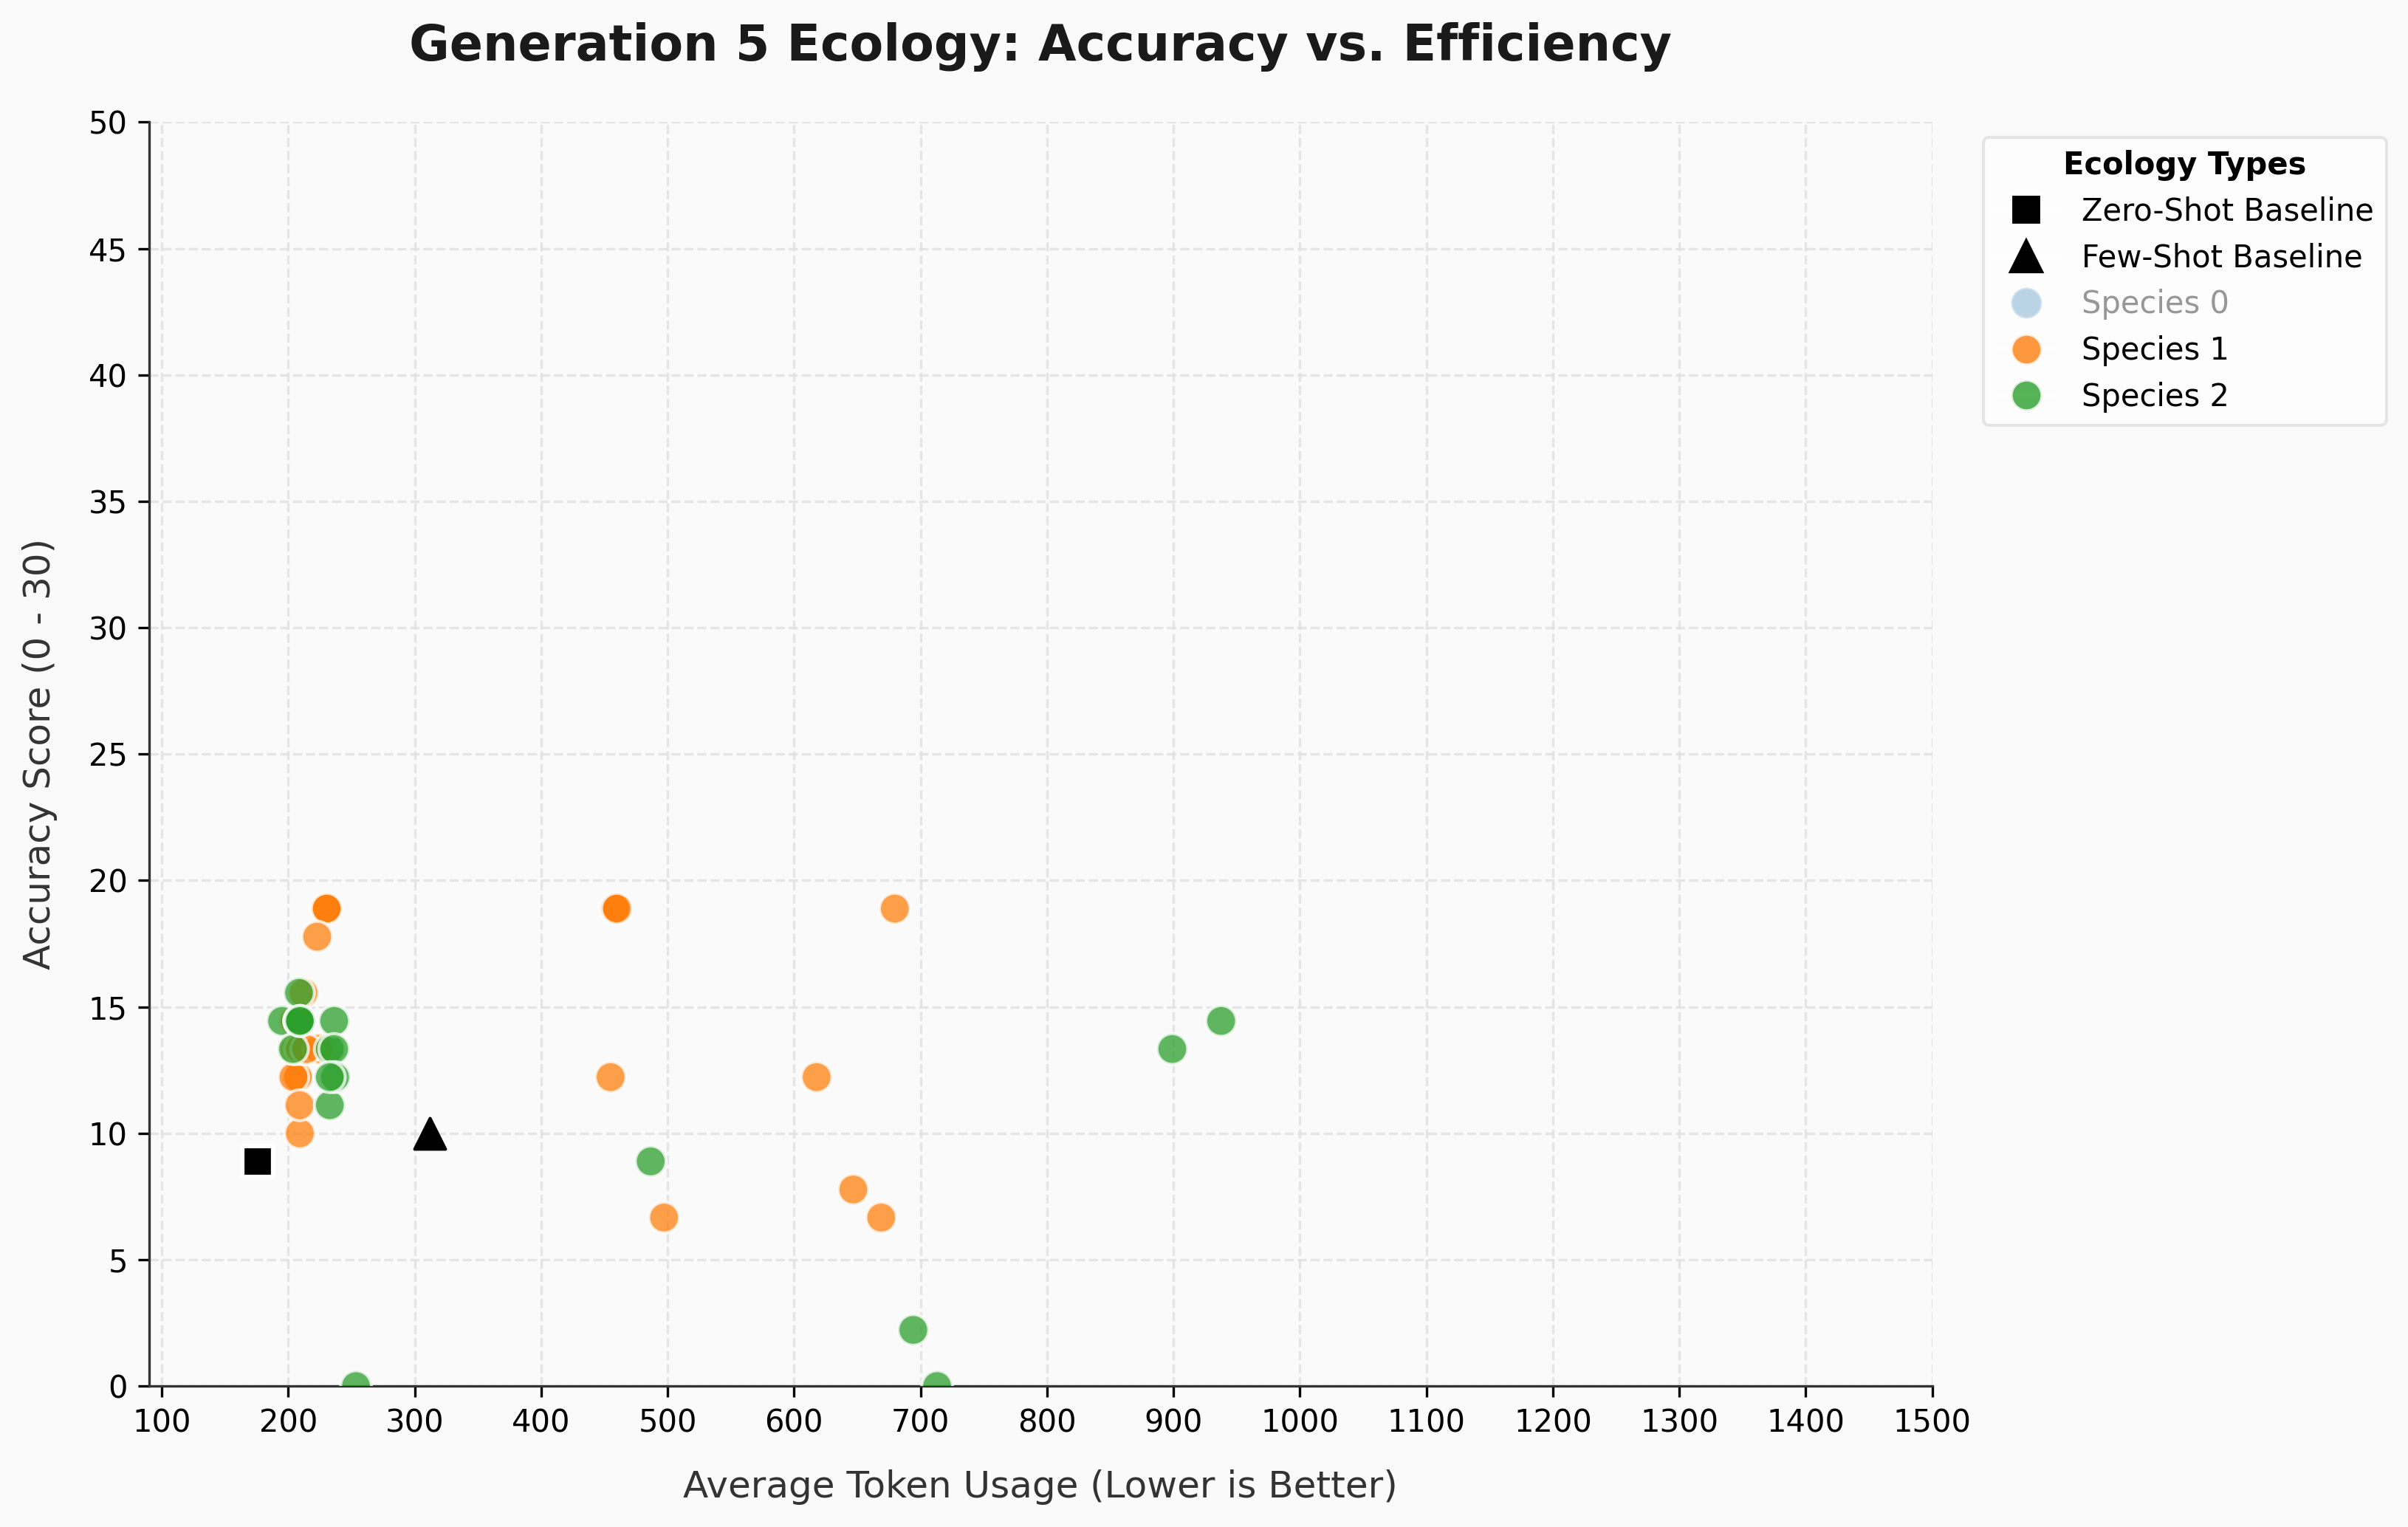 Generation 5 Ecology: Accuracy vs. Efficiency
50
45
40
35
30
25
20
15
10
5
0
Accuracy Score (0 - 30)
100 200 300 400 500 600 700 800 900 1000 1100 1200 1300 1400 1500
Average Token Usage (Lower is Better)
Ecology Types
Zero-Shot Baseline
Few-Shot Baseline
Species 0
Species 1
Species 2